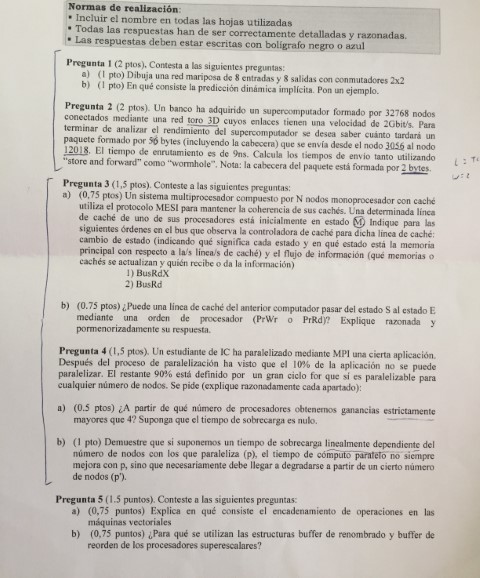 Normas de realización:
• Incluir el nombre en todas las hojas utilizadas
• Todas las respuestas han de ser correctamente detalladas y razonadas.
• Las respuestas deben estar escritas con bolígrafo negro o azul
Pregunta 1 (2 ptos). Contesta a las siguientes preguntas:
a) (1 pto) Dibuja una red mariposa de 8 entradas y 8 salidas con conmutadores 2x2
b) (1 pto) En qué consiste la predicción dinámica implícita. Pon un ejemplo.
Pregunta 2 (2 ptos). Un banco ha adquirido un supercomputador formado por 32768 nodos
conectados mediante una red toro 3D cuyos enlaces tienen una velocidad de 2Gbit/s. Para
terminar de analizar el rendimiento del supercomputador se desea saber cuánto tardará un
paquete formado por 56 bytes (incluyendo la cabecera) que se envía desde el nodo 3056 al nodo
12018. El tiempo de enrutamiento es de 9ns. Calcula los tiempos de envío tanto utilizando
"store and forward" como "wormhole". Nota: la cabecera del paquete está formada por 2 bytes.
Pregunta 3 (1,5 ptos). Conteste a las siguientes preguntas:
a) (0,75 ptos) Un sistema multiprocesador compuesto por N nodos monoprocesador con caché
utiliza el protocolo MESI para mantener la coherencia de sus cachés. Una determinada línea
de caché de uno de sus procesadores está inicialmente en estado M) Indique para las
siguientes órdenes en el bus que observa la controladora de caché para dicha línea de caché:
cambio de estado (indicando qué significa cada estado y en qué estado está la memoria
principal con respecto a la/s línea/s de caché) y el flujo de información (qué memorias o
cachés se actualizan y quién recibe o da la información)
1) BusRdX
2) BusRd
b) (0.75 ptos) ¿Puede una línea de caché del anterior computador pasar del estado S al estado E
mediante una orden de procesador (PrWr o PrRd)? Explique razonada y
pormenorizadamente su respuesta.
Pregunta 4 (1,5 ptos). Un estudiante de IC ha paralelizado mediante MPI una cierta aplicación.
Después del proceso de paralelización ha visto que el 10% de la aplicación no se puede
paralelizar. El restante 90% está definido por un gran ciclo for que sí es paralelizable para
cualquier número de nodos. Se pide (explique razonadamente cada apartado):
a) (0.5 ptos) ¿A partir de qué número de procesadores obtenemos ganancias estrictamente
mayores que 4? Suponga que el tiempo de sobrecarga es nulo.
b) (1 pto) Demuestre que si suponemos un tiempo de sobrecarga linealmente dependiente del
número de nodos con los que paraleliza (p), el tiempo de cómputo paralelo no siempre
mejora con p, sino que necesariamente debe llegar a degradarse a partir de un cierto número
de nodos (p').
Pregunta 5 (1.5 puntos). Conteste a las siguientes preguntas:
a) (0,75 puntos) Explica en qué consiste el encadenamiento de operaciones en las
máquinas vectoriales
b) (0,75 puntos) ¿Para qué se utilizan las estructuras buffer de renombrado y buffer de
reorden de los procesadores superescalares?